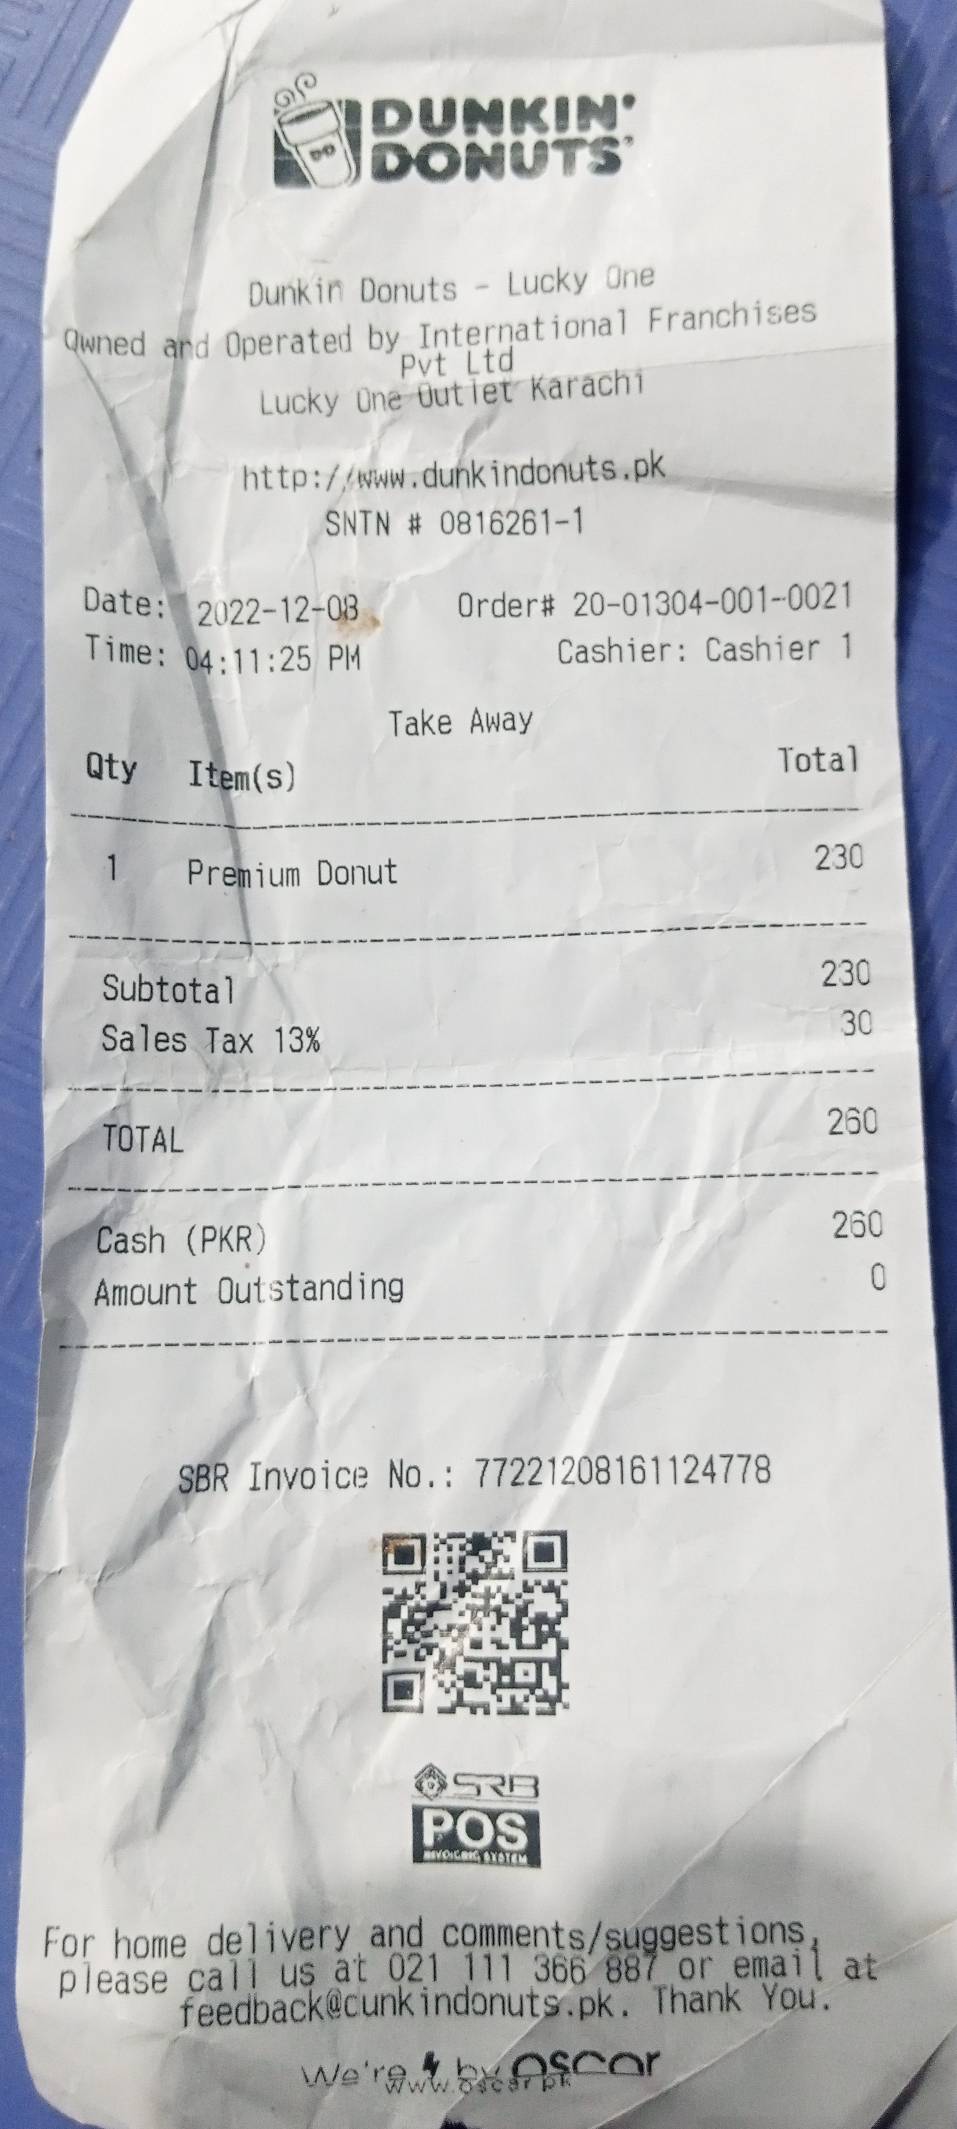 DUNKIN'
DONUTS
Dunkin Donuts - Lucky One
Owned and Operated by International Franchises
Pvt Ltd
Lucky One Outlet Karachi
http://www.dunkindonuts.pk
SNTN # 0816261-1
Date: 2022-12-08 Order# 20-01304-001-0021
Time: 04:11:25 PM Cashier: Cashier 1
Take Away
Qty Item(s) Total
1 Premium Donut 230
Subtotal 230
Sales Tax 13% 30
TOTAL 260
Cash (PKR) 260
Amount Outstanding 0
SBR Invoice No.: 77221208161124778
SRB
POS
INVOICING SYSTEM
For home delivery and comments/suggestions,
please call us at 021 111 366 887 or email at
feedback@cunkindonuts.pk. Thank You.
We're by oscar
www.oscar.pk